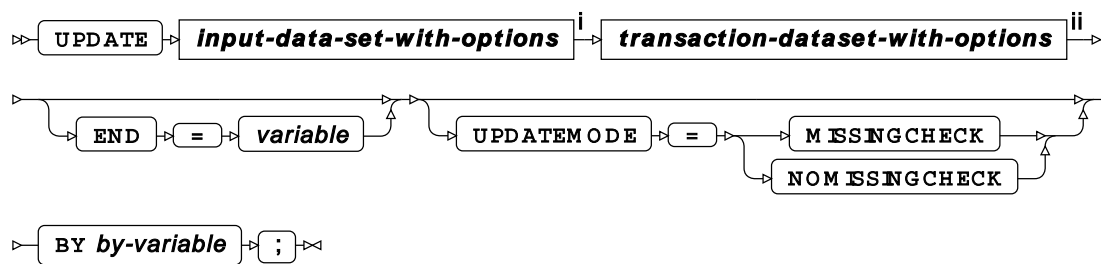 UPDATE input-data-set-with-options i transaction-dataset-with-options ii
END = variable UPDATEMODE = MISSINGCHECK
NOMISSINGCHECK
BY by-variable ;